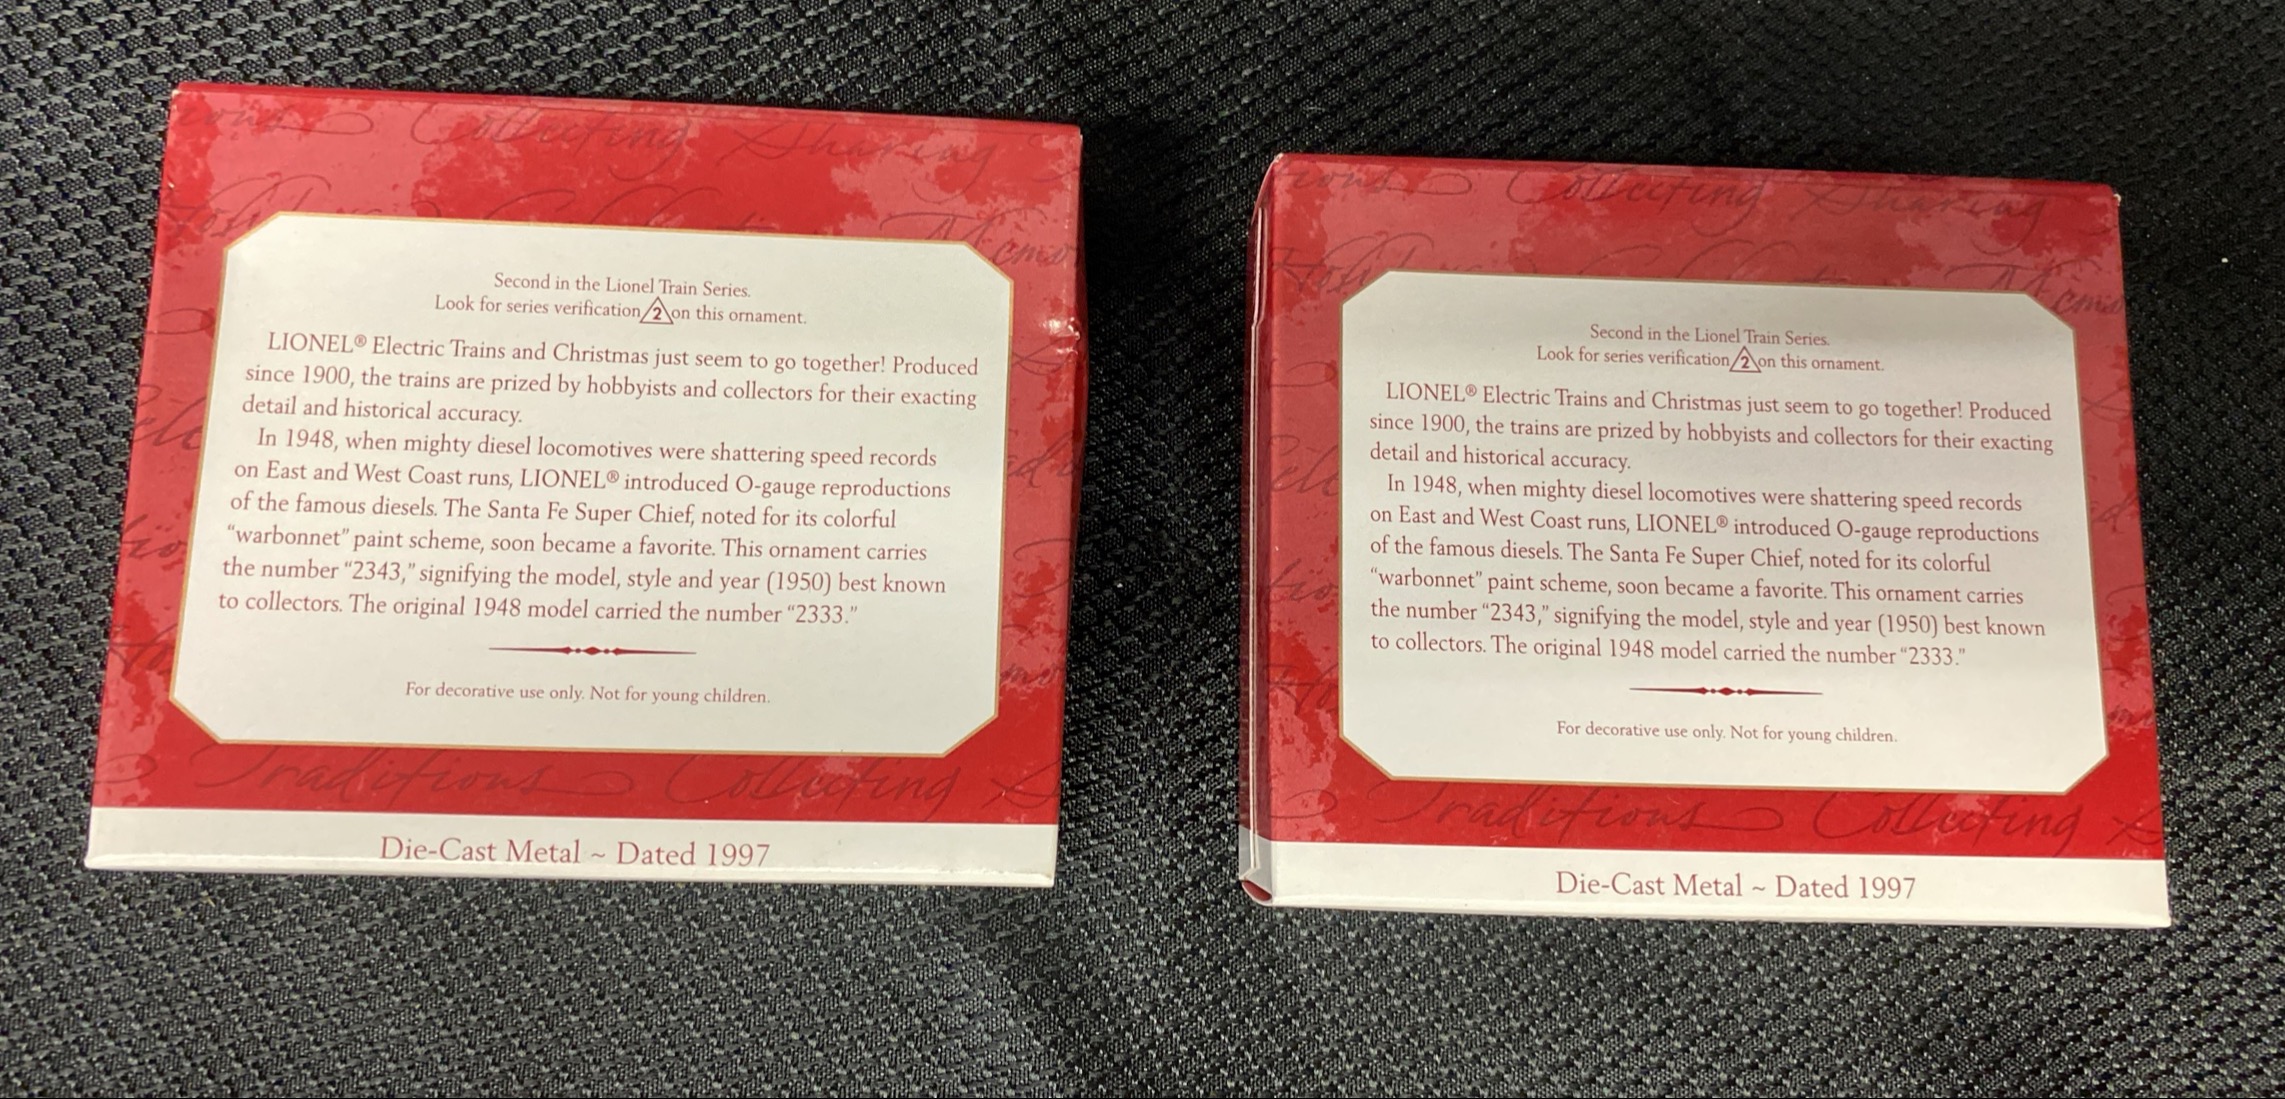 Collecting Sharing
Second in the Lionel Train Series.
Look for series verification 2 on this ornament.
LIONEL® Electric Trains and Christmas just seem to go together! Produced
since 1900, the trains are prized by hobbyists and collectors for their exacting
detail and historical accuracy.
In 1948, when mighty diesel locomotives were shattering speed records
on East and West Coast runs, LIONEL® introduced O-gauge reproductions
of the famous diesels. The Santa Fe Super Chief, noted for its colorful
“warbonnet” paint scheme, soon became a favorite. This ornament carries
the number “2343,” signifying the model, style and year (1950) best known
to collectors. The original 1948 model carried the number “2333.”
For decorative use only. Not for young children.
Traditions Collecting
Die-Cast Metal ~ Dated 1997
Collecting Sharing
Second in the Lionel Train Series.
Look for series verification 2 on this ornament.
LIONEL® Electric Trains and Christmas just seem to go together! Produced
since 1900, the trains are prized by hobbyists and collectors for their exacting
detail and historical accuracy.
In 1948, when mighty diesel locomotives were shattering speed records
on East and West Coast runs, LIONEL® introduced O-gauge reproductions
of the famous diesels. The Santa Fe Super Chief, noted for its colorful
“warbonnet” paint scheme, soon became a favorite. This ornament carries
the number “2343,” signifying the model, style and year (1950) best known
to collectors. The original 1948 model carried the number “2333.”
For decorative use only. Not for young children.
Traditions Collecting
Die-Cast Metal ~ Dated 1997